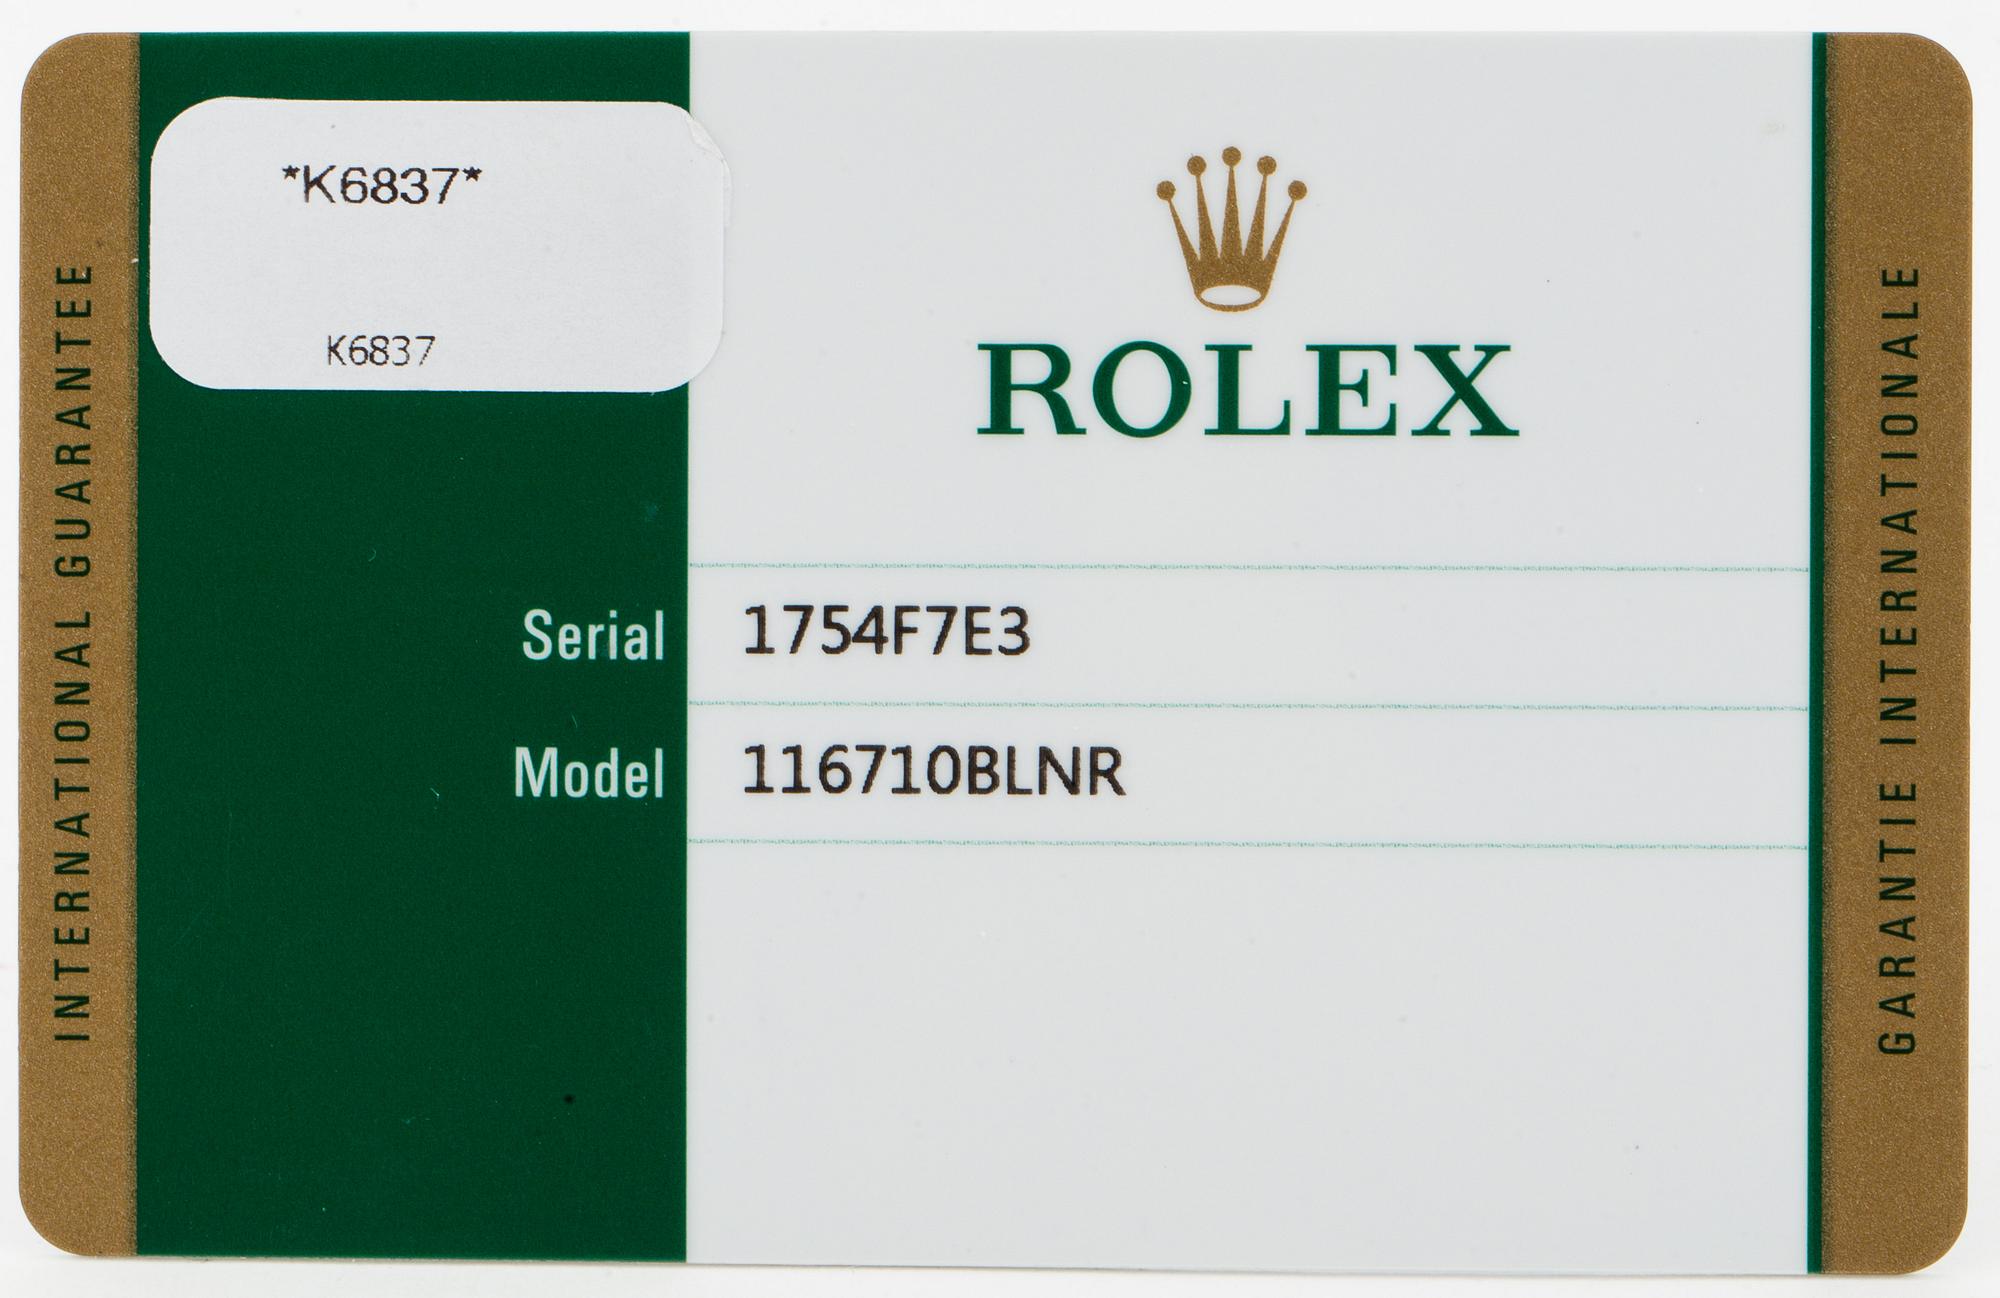 INTERNATIONAL GUARANTEE
*K6837*
K6837
ROLEX
Serial 1754F7E3
Model 116710BLNR
GARANTIE INTERNATIONALE